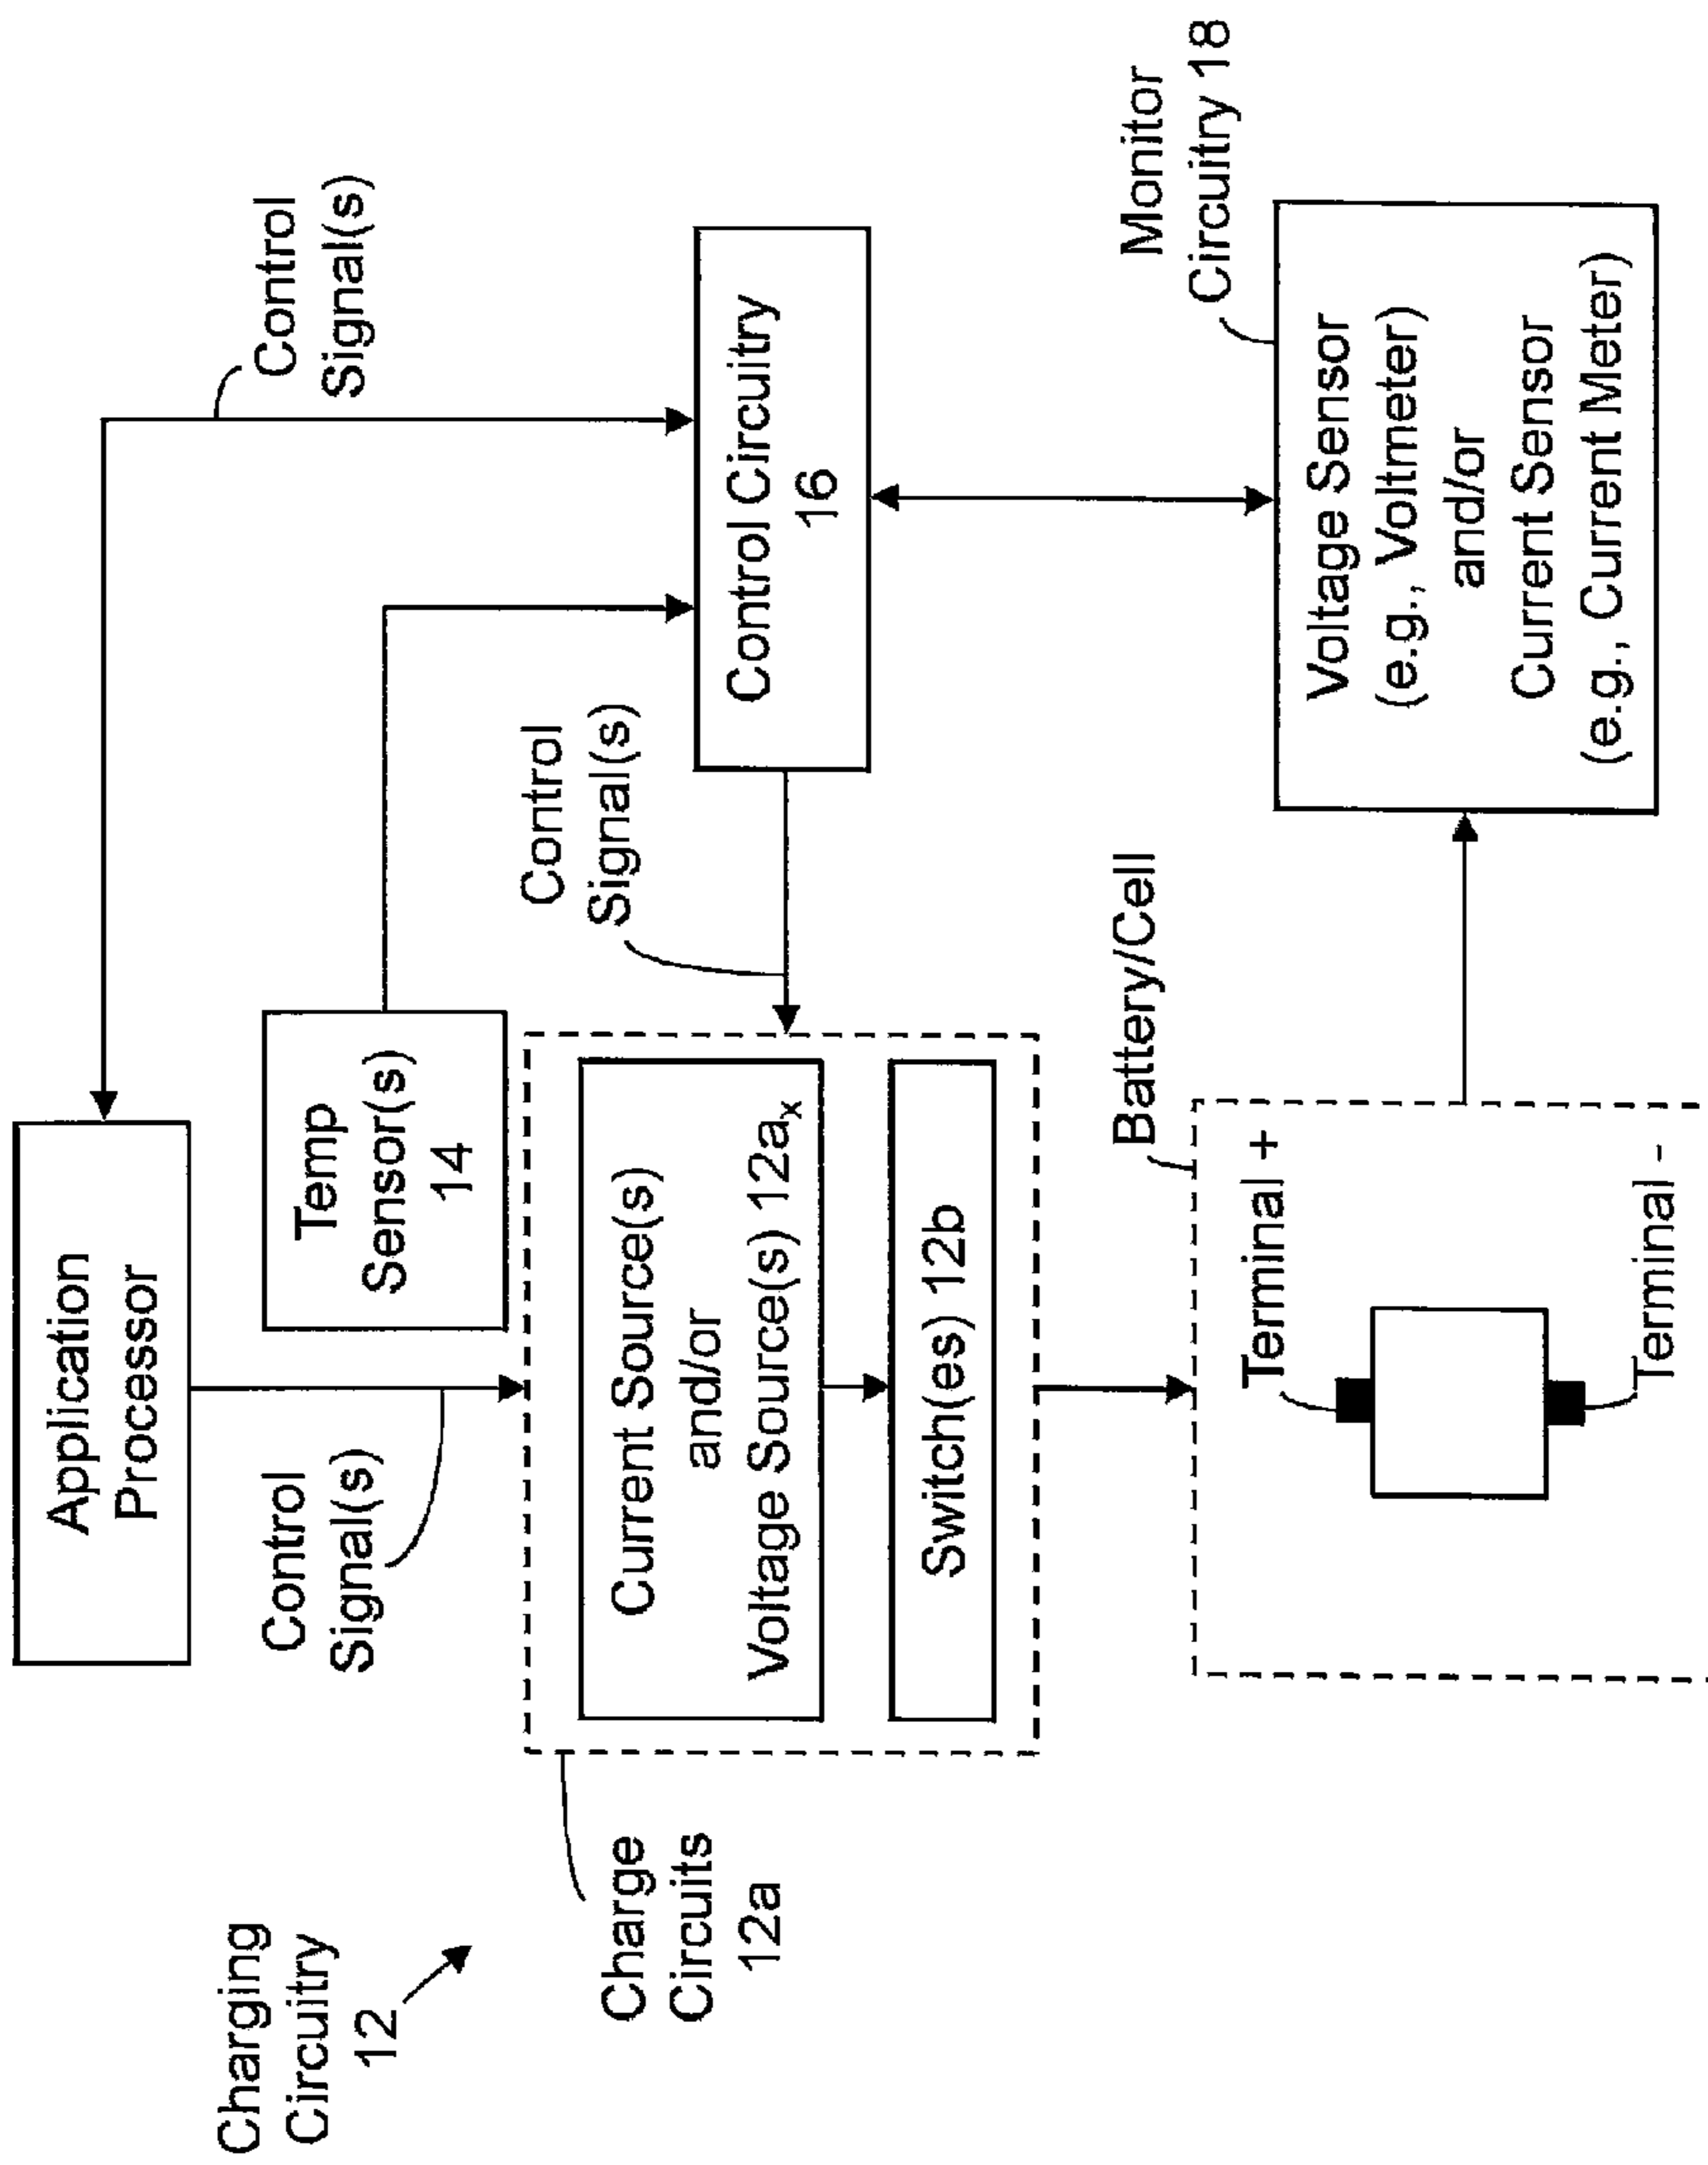 Application
Processor
Control
Signal(s)
Temp
Sensor(s)
14
Control
Signal(s)
Charging
Circuitry
12
Charge
Circuits
12a
Current Source(s)
and/or
Voltage Source(s) 12aₓ
Switch(es) 12b
Control
Signal(s)
Control Circuitry
16
Battery/Cell
Terminal +
Terminal -
Monitor
Circuitry 18
Voltage Sensor
(e.g., Voltmeter)
and/or
Current Sensor
(e.g., Current Meter)
Control
Signal(s)